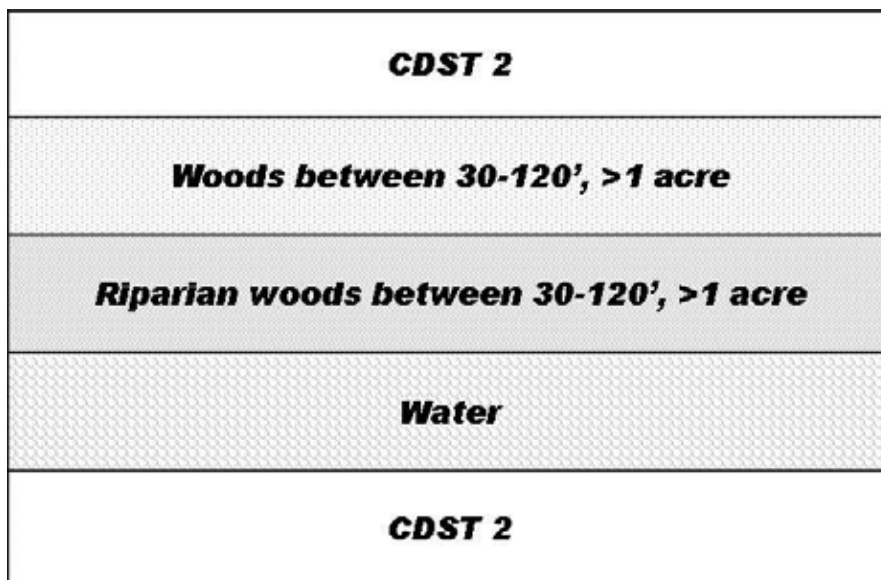 CDST 2
Woods between 30-120’, >1 acre
Riparian woods between 30-120’, >1 acre
Water
CDST 2